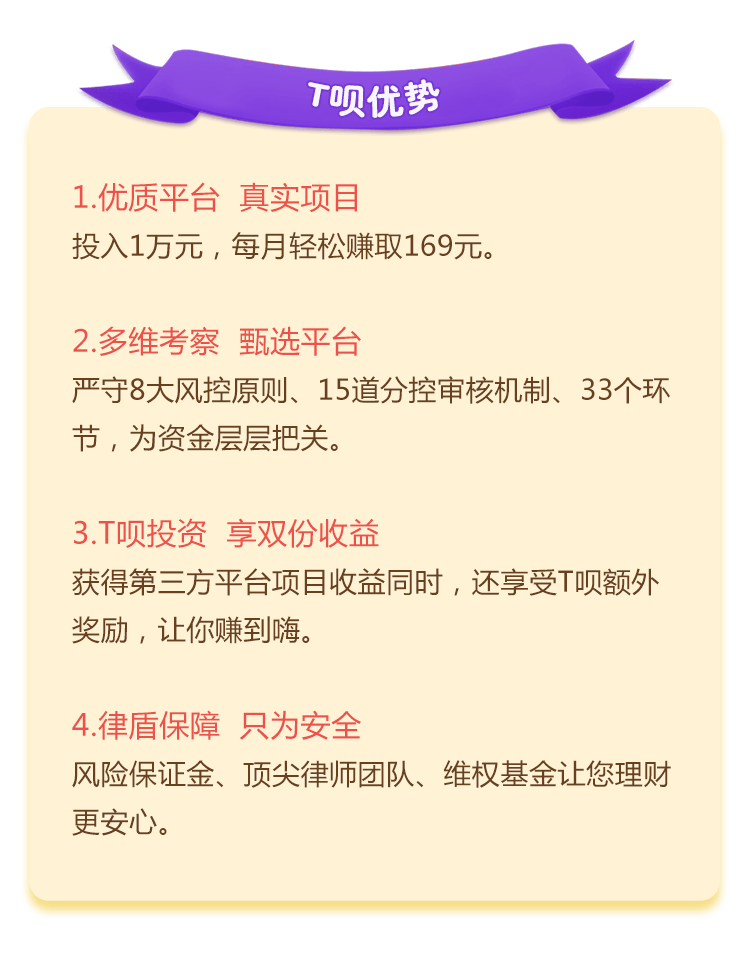 T呗优势
1.优质平台 真实项目
投入1万元，每月轻松赚取169元。
2.多维考察 甄选平台
严守8大风控原则、15道分控审核机制、33个环
节，为资金层层把关。
3.T呗投资 享双份收益
获得第三方平台项目收益同时，还享受T呗额外
奖励，让你赚到嗨。
4.律盾保障 只为安全
风险保证金、顶尖律师团队、维权基金让您理财
更安心。